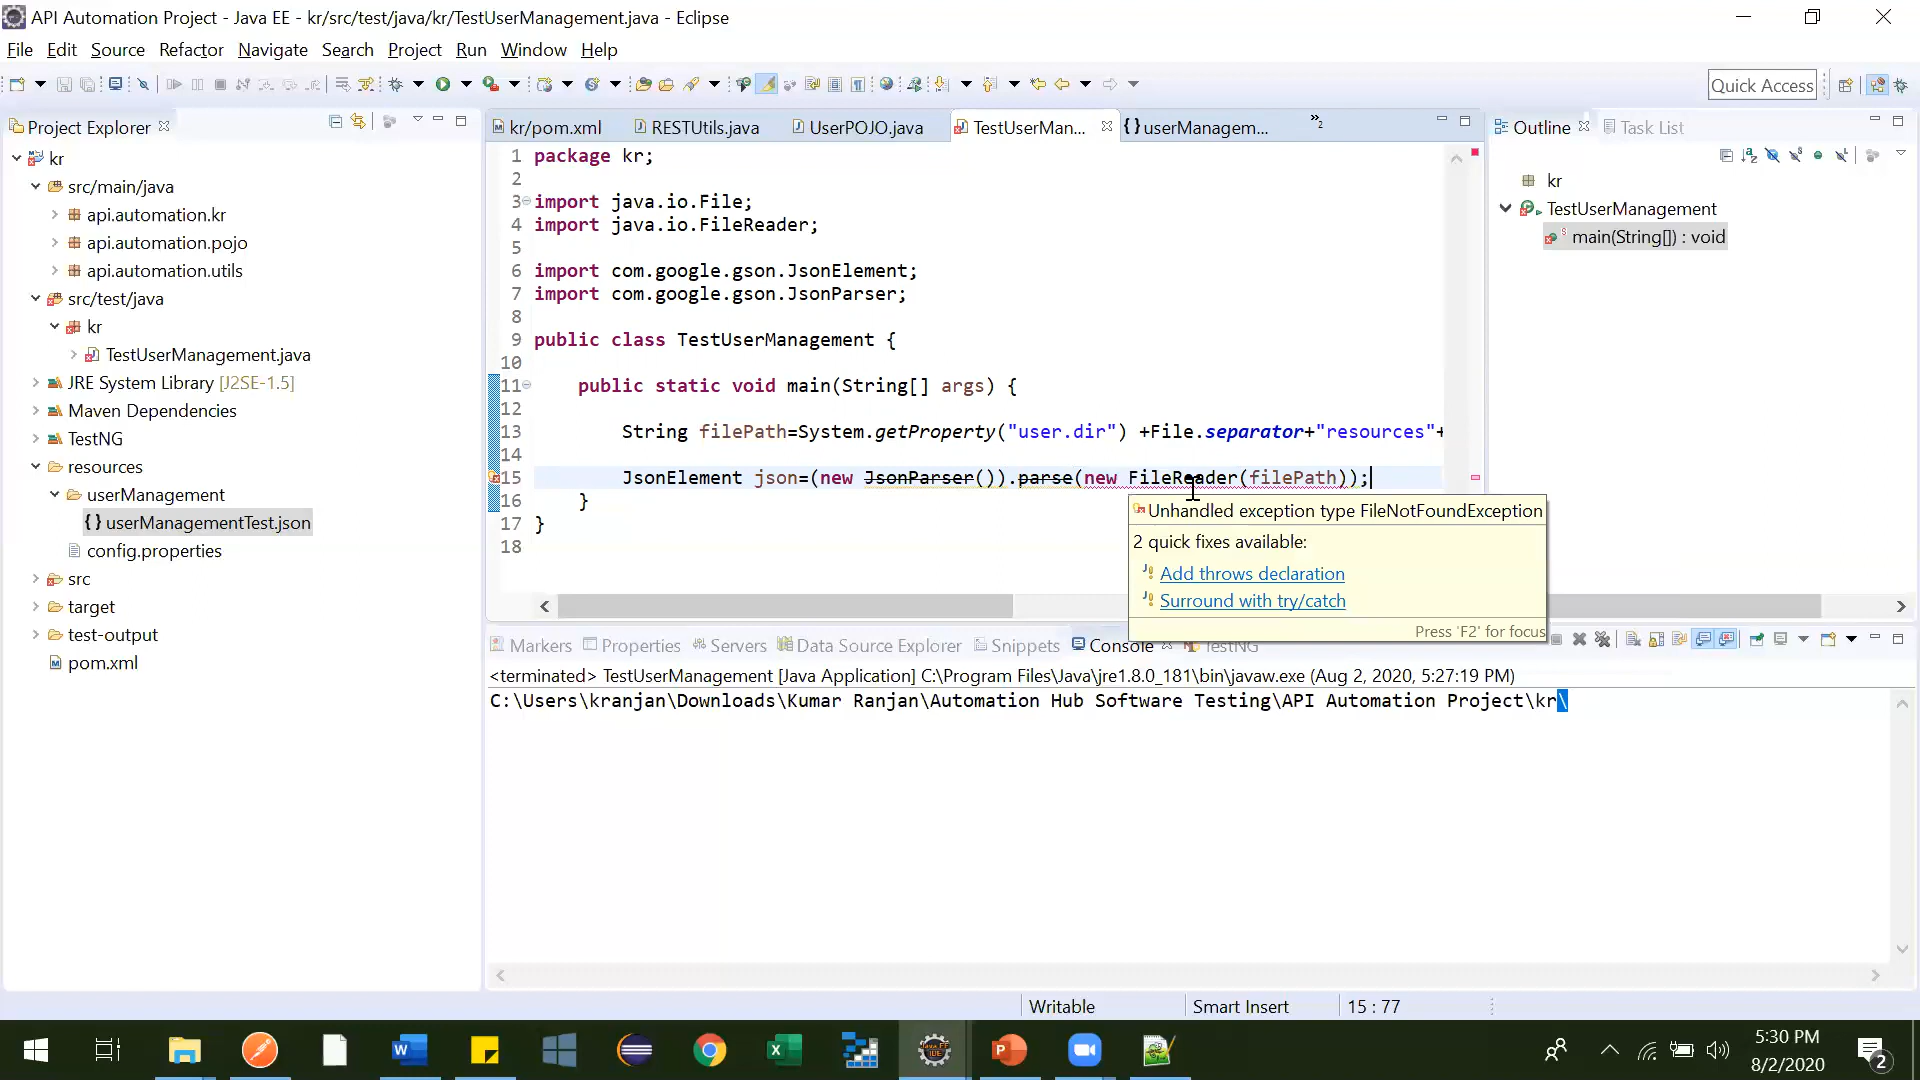 API Automation Project - Java EE - kr/src/test/java/kr/TestUserManagement.java - Eclipse
File Edit Source Refactor Navigate Search Project Run Window Help
Quick Access
Project Explorer
kr
src/main/java
api.automation.kr
api.automation.pojo
api.automation.utils
src/test/java
kr
TestUserManagement.java
JRE System Library [J2SE-1.5]
Maven Dependencies
TestNG
resources
userManagement
{} userManagementTest.json
config.properties
src
target
test-output
pom.xml
kr/pom.xml RESTUtils.java UserPOJO.java TestUserMan... {} userManagem... »2
1 package kr;
2
3 import java.io.File;
4 import java.io.FileReader;
5
6 import com.google.gson.JsonElement;
7 import com.google.gson.JsonParser;
8
9 public class TestUserManagement {
10
11 public static void main(String[] args) {
12
13 String filePath=System.getProperty("user.dir") +File.separator+"resources"+
14
15 JsonElement json=(new JsonParser()).parse(new FileReader(filePath));
16 }
17 }
18
Unhandled exception type FileNotFoundException
2 quick fixes available:
Add throws declaration
Surround with try/catch
Press 'F2' for focus
Outline Task List
kr
TestUserManagement
main(String[]) : void
Markers Properties Servers Data Source Explorer Snippets Console TestNG
<terminated> TestUserManagement [Java Application] C:\Program Files\Java\jre1.8.0_181\bin\javaw.exe (Aug 2, 2020, 5:27:19 PM)
C:\Users\kranjan\Downloads\Kumar Ranjan\Automation Hub Software Testing\API Automation Project\kr\
Writable Smart Insert 15 : 77
5:30 PM
8/2/2020
2